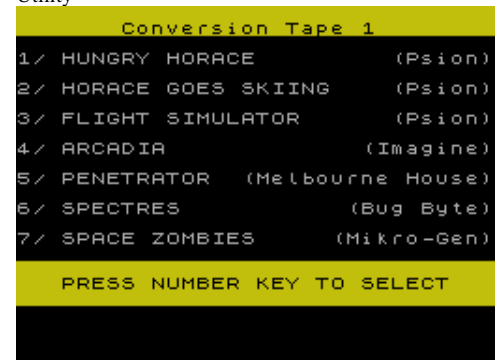 Utility
Conversion Tape 1
1/ HUNGRY HORACE (Psion)
2/ HORACE GOES SKIING (Psion)
3/ FLIGHT SIMULATOR (Psion)
4/ ARCADIA (Imagine)
5/ PENETRATOR (Melbourne House)
6/ SPECTRES (Bug Byte)
7/ SPACE ZOMBIES (Mikro-Gen)
PRESS NUMBER KEY TO SELECT